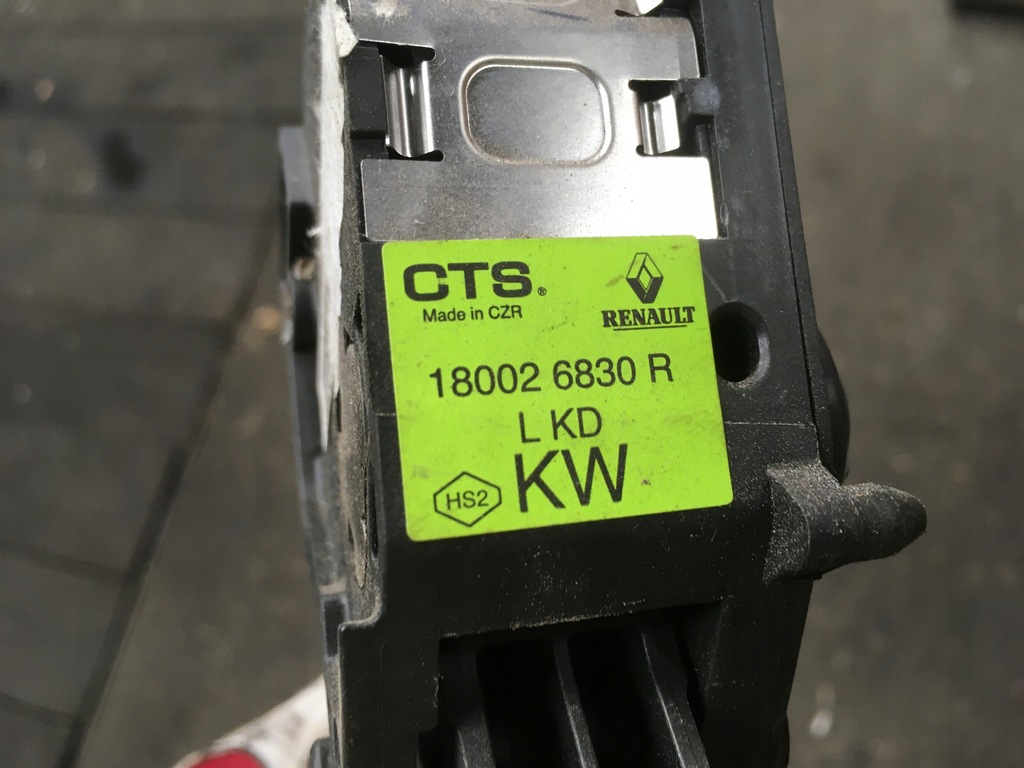 CTS®
Made in CZR
RENAULT
18002 6830 R
L KD
HS2
KW